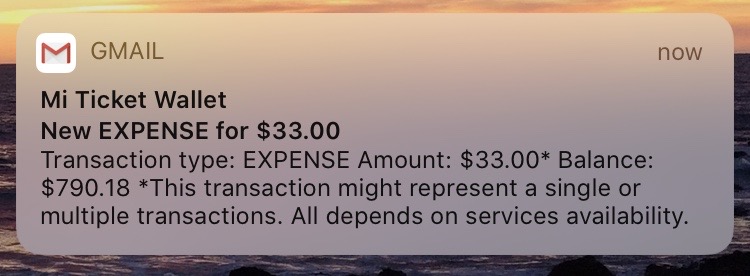 GMAIL now
Mi Ticket Wallet
New EXPENSE for $33.00
Transaction type: EXPENSE Amount: $33.00* Balance:
$790.18 *This transaction might represent a single or
multiple transactions. All depends on services availability.